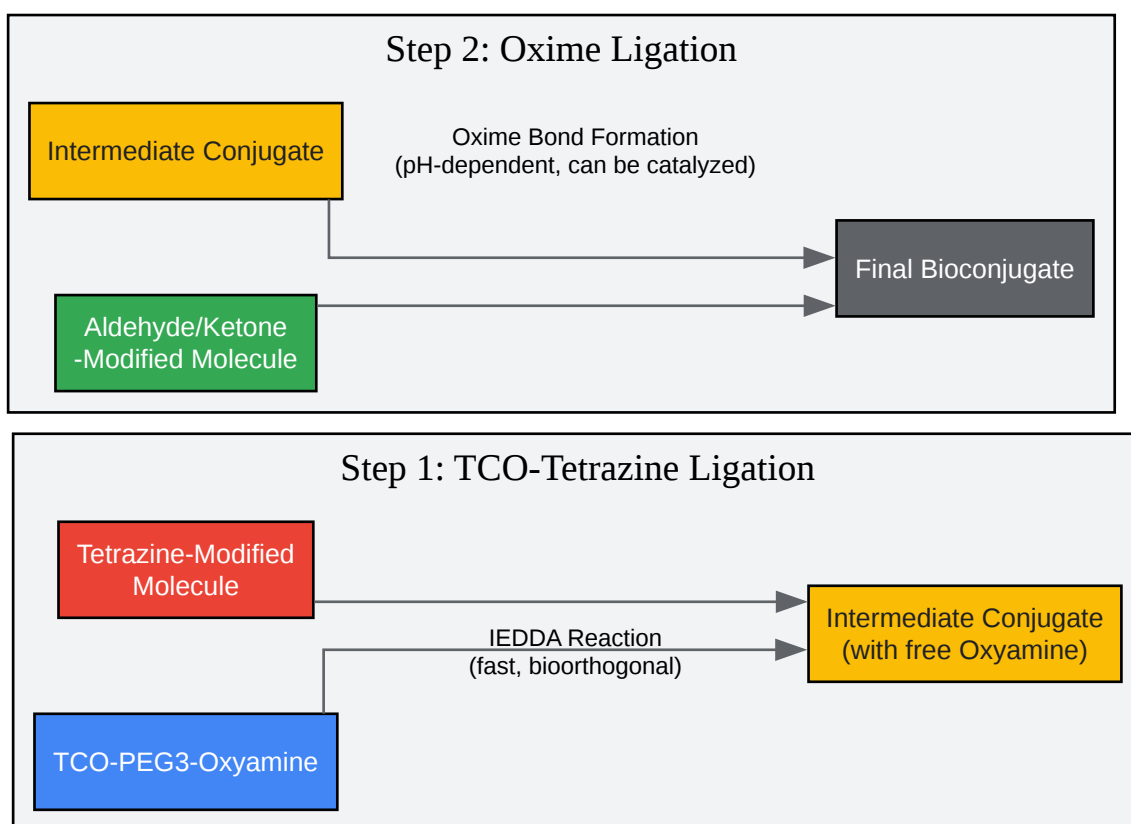 Step 2: Oxime Ligation
Intermediate Conjugate
Oxime Bond Formation
(pH-dependent, can be catalyzed)
Final Bioconjugate
Aldehyde/Ketone
-Modified Molecule
Step 1: TCO-Tetrazine Ligation
Tetrazine-Modified
Molecule
IEDDA Reaction
(fast, bioorthogonal)
Intermediate Conjugate
(with free Oxyamine)
TCO-PEG3-Oxyamine